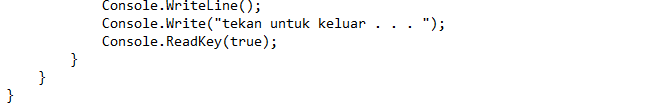 Console.WriteLine();
Console.Write("tekan untuk keluar . . . ");
Console.ReadKey(true);
}
}
}